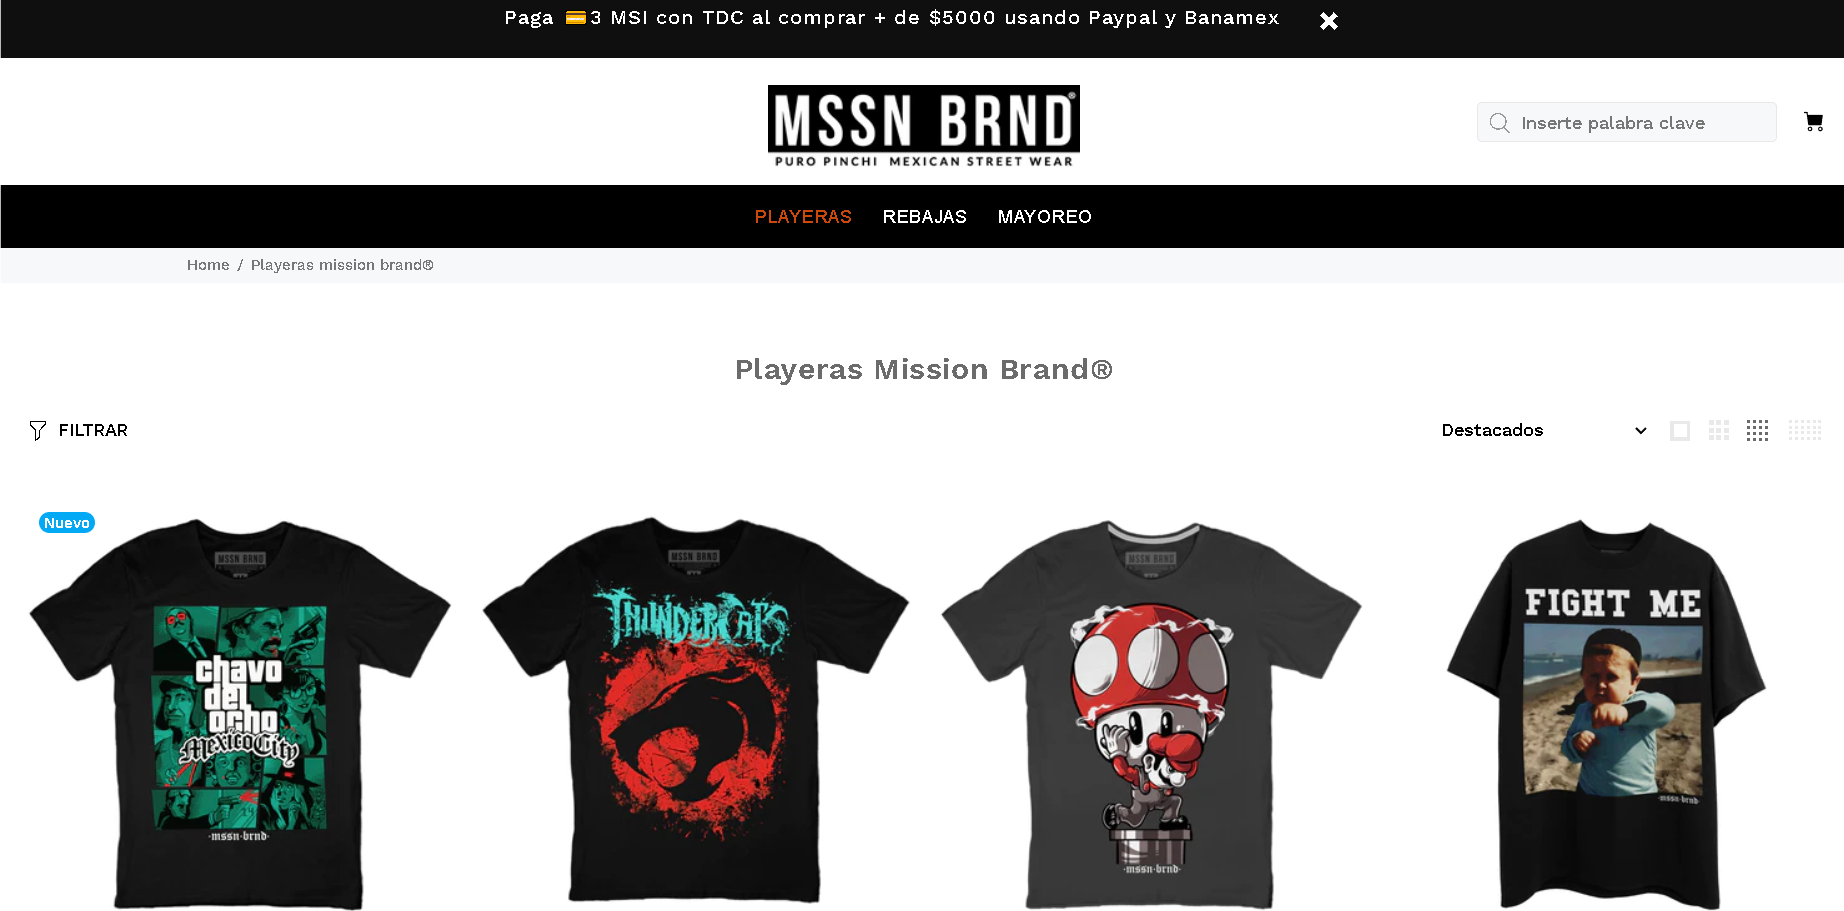 Paga 💳3 MSI con TDC al comprar + de $5000 usando Paypal y Banamex
MSSN BRND®
PURO PINCHI MEXICAN STREET WEAR
Inserte palabra clave
PLAYERAS REBAJAS MAYOREO
Home / Playeras mission brand®
Playeras Mission Brand®
FILTRAR
Destacados
Nuevo
MSSN BRND
chavo
del
ocho
Mexico City
·mssn·brnd·
MSSN BRND
THUNDERCATS
MSSN BRND
·mssn·brnd·
FIGHT ME
·mssn·brnd·